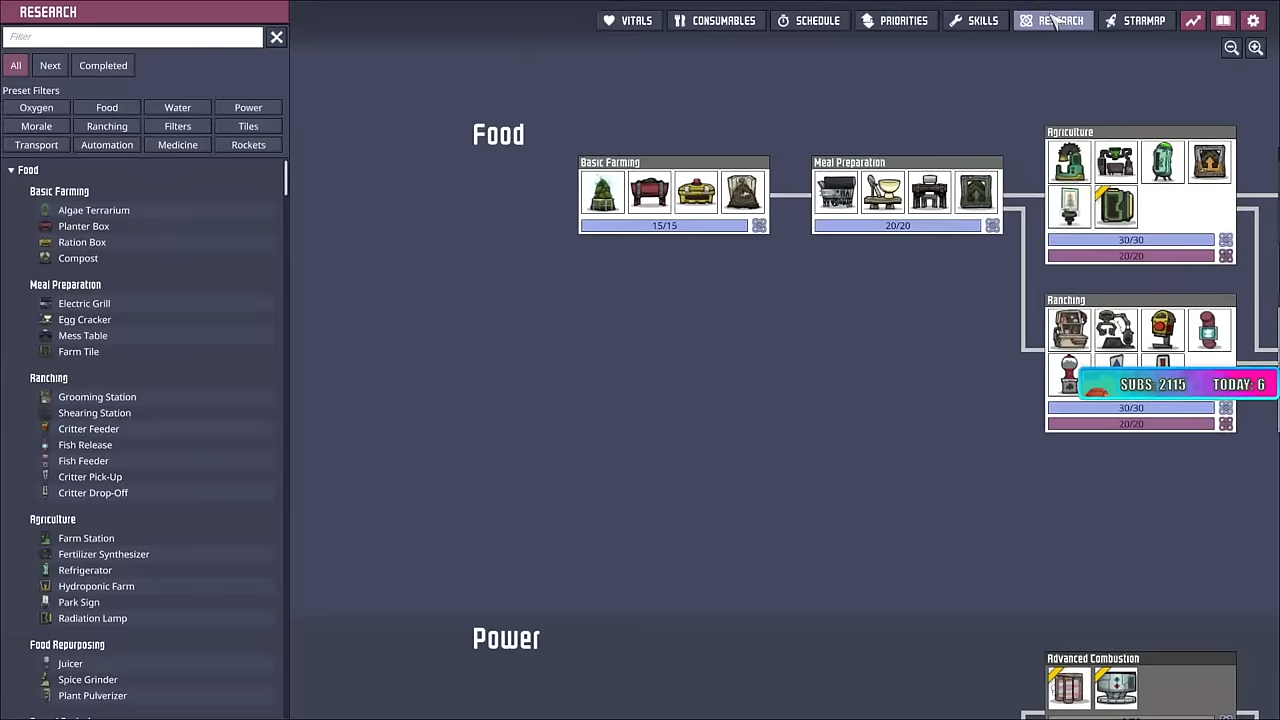 RESEARCH
VITALS
CONSUMABLES
SCHEDULE
PRIORITIES
SKILLS
RESEARCH
STARMAP
Filter
All
Next
Completed
Preset Filters
Oxygen
Food
Water
Power
Morale
Ranching
Filters
Tiles
Transport
Automation
Medicine
Rockets
Food
Basic Farming
Algae Terrarium
Planter Box
Ration Box
Compost
Meal Preparation
Electric Grill
Egg Cracker
Mess Table
Farm Tile
Ranching
Grooming Station
Shearing Station
Critter Feeder
Fish Release
Fish Feeder
Critter Pick-Up
Critter Drop-Off
Agriculture
Farm Station
Fertilizer Synthesizer
Refrigerator
Hydroponic Farm
Park Sign
Radiation Lamp
Food Repurposing
Juicer
Spice Grinder
Plant Pulverizer
Food
Basic Farming
15/15
Meal Preparation
20/20
Agriculture
30/30
20/20
Ranching
SUBS: 2115 TODAY: 6
30/30
20/20
Power
Advanced Combustion